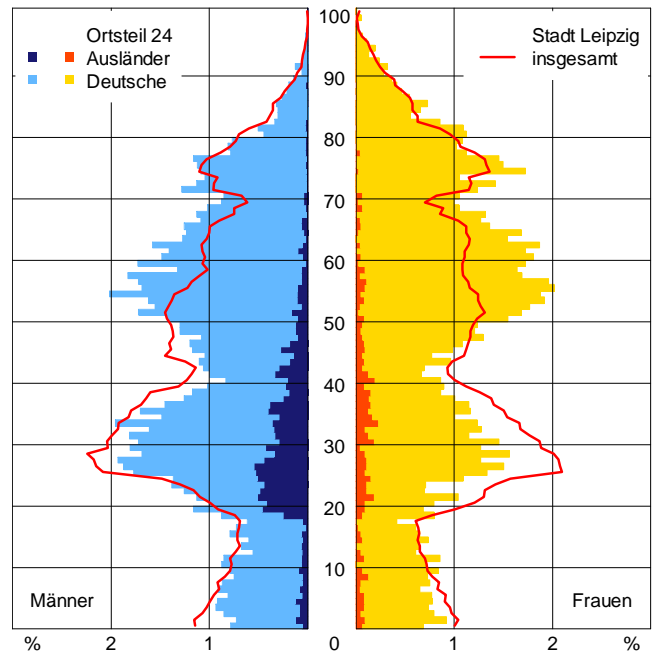 Ortsteil 24
Ausländer
Deutsche
Stadt Leipzig
insgesamt
100
90
80
70
60
50
40
30
20
10
Männer
Frauen
% 2 1 0 1 2 %